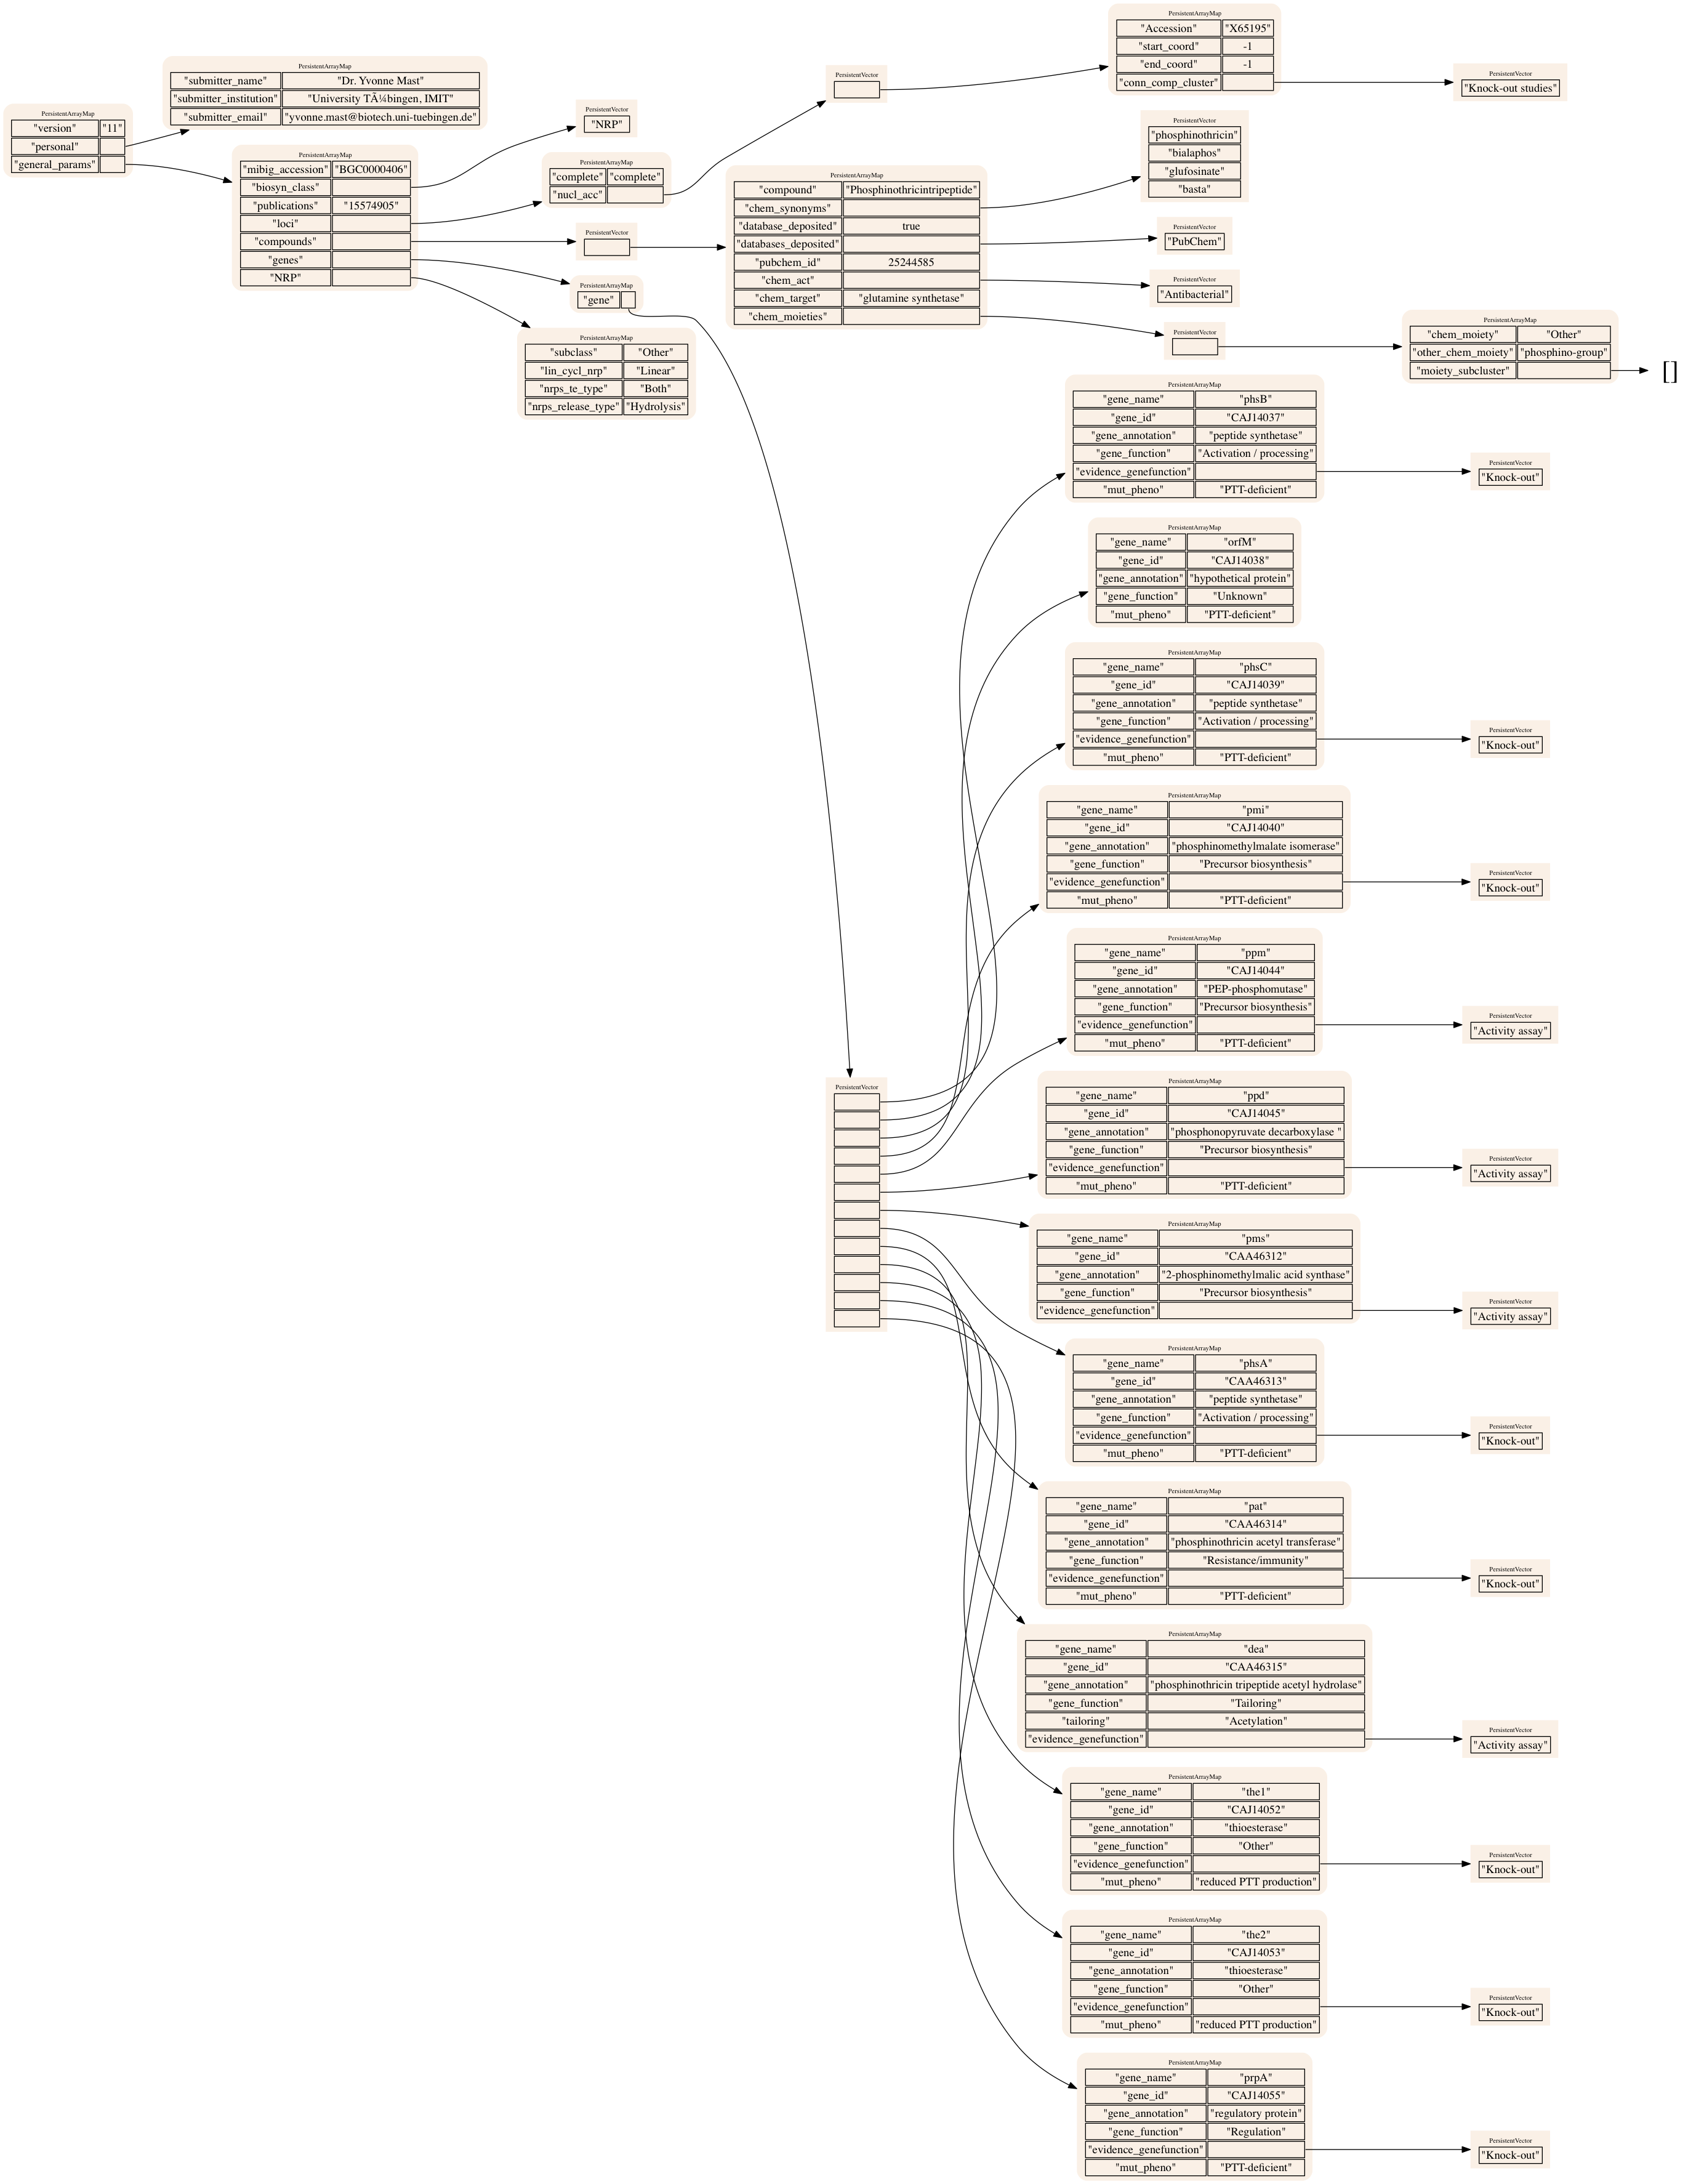 PersistentArrayMap
"version" "11"
"personal"
"general_params"
PersistentArrayMap
"submitter_name" "Dr. Yvonne Mast"
"submitter_institution" "University TÃ¼bingen, IMIT"
"submitter_email" "yvonne.mast@biotech.uni-tuebingen.de"
PersistentArrayMap
"mibig_accession" "BGC0000406"
"biosyn_class"
"publications" "15574905"
"loci"
"compounds"
"genes"
"NRP"
PersistentVector
"NRP"
PersistentArrayMap
"complete" "complete"
"nucl_acc"
PersistentVector
PersistentArrayMap
"gene"
PersistentArrayMap
"subclass" "Other"
"lin_cycl_nrp" "Linear"
"nrps_te_type" "Both"
"nrps_release_type" "Hydrolysis"
PersistentVector
PersistentArrayMap
"compound" "Phosphinothricintripeptide"
"chem_synonyms"
"database_deposited" true
"databases_deposited"
"pubchem_id" 25244585
"chem_act"
"chem_target" "glutamine synthetase"
"chem_moieties"
PersistentArrayMap
"Accession" "X65195"
"start_coord" -1
"end_coord" -1
"conn_comp_cluster"
PersistentVector
"Knock-out studies"
PersistentVector
"phosphinothricin"
"bialaphos"
"glufosinate"
"basta"
PersistentVector
"PubChem"
PersistentVector
"Antibacterial"
PersistentVector
PersistentArrayMap
"chem_moiety" "Other"
"other_chem_moiety" "phosphino-group"
"moiety_subcluster"
[]
PersistentVector
PersistentArrayMap
"gene_name" "phsB"
"gene_id" "CAJ14037"
"gene_annotation" "peptide synthetase"
"gene_function" "Activation / processing"
"evidence_genefunction"
"mut_pheno" "PTT-deficient"
PersistentVector
"Knock-out"
PersistentArrayMap
"gene_name" "orfM"
"gene_id" "CAJ14038"
"gene_annotation" "hypothetical protein"
"gene_function" "Unknown"
"mut_pheno" "PTT-deficient"
PersistentArrayMap
"gene_name" "phsC"
"gene_id" "CAJ14039"
"gene_annotation" "peptide synthetase"
"gene_function" "Activation / processing"
"evidence_genefunction"
"mut_pheno" "PTT-deficient"
PersistentVector
"Knock-out"
PersistentArrayMap
"gene_name" "pmi"
"gene_id" "CAJ14040"
"gene_annotation" "phosphinomethylmalate isomerase"
"gene_function" "Precursor biosynthesis"
"evidence_genefunction"
"mut_pheno" "PTT-deficient"
PersistentVector
"Knock-out"
PersistentArrayMap
"gene_name" "ppm"
"gene_id" "CAJ14044"
"gene_annotation" "PEP-phosphomutase"
"gene_function" "Precursor biosynthesis"
"evidence_genefunction"
"mut_pheno" "PTT-deficient"
PersistentVector
"Activity assay"
PersistentArrayMap
"gene_name" "ppd"
"gene_id" "CAJ14045"
"gene_annotation" "phosphonopyruvate decarboxylase "
"gene_function" "Precursor biosynthesis"
"evidence_genefunction"
"mut_pheno" "PTT-deficient"
PersistentVector
"Activity assay"
PersistentArrayMap
"gene_name" "pms"
"gene_id" "CAA46312"
"gene_annotation" "2-phosphinomethylmalic acid synthase"
"gene_function" "Precursor biosynthesis"
"evidence_genefunction"
PersistentVector
"Activity assay"
PersistentArrayMap
"gene_name" "phsA"
"gene_id" "CAA46313"
"gene_annotation" "peptide synthetase"
"gene_function" "Activation / processing"
"evidence_genefunction"
"mut_pheno" "PTT-deficient"
PersistentVector
"Knock-out"
PersistentArrayMap
"gene_name" "pat"
"gene_id" "CAA46314"
"gene_annotation" "phosphinothricin acetyl transferase"
"gene_function" "Resistance/immunity"
"evidence_genefunction"
"mut_pheno" "PTT-deficient"
PersistentVector
"Knock-out"
PersistentArrayMap
"gene_name" "dea"
"gene_id" "CAA46315"
"gene_annotation" "phosphinothricin tripeptide acetyl hydrolase"
"gene_function" "Tailoring"
"tailoring" "Acetylation"
"evidence_genefunction"
PersistentVector
"Activity assay"
PersistentArrayMap
"gene_name" "the1"
"gene_id" "CAJ14052"
"gene_annotation" "thioesterase"
"gene_function" "Other"
"evidence_genefunction"
"mut_pheno" "reduced PTT production"
PersistentVector
"Knock-out"
PersistentArrayMap
"gene_name" "the2"
"gene_id" "CAJ14053"
"gene_annotation" "thioesterase"
"gene_function" "Other"
"evidence_genefunction"
"mut_pheno" "reduced PTT production"
PersistentVector
"Knock-out"
PersistentArrayMap
"gene_name" "prpA"
"gene_id" "CAJ14055"
"gene_annotation" "regulatory protein"
"gene_function" "Regulation"
"evidence_genefunction"
"mut_pheno" "PTT-deficient"
PersistentVector
"Knock-out"